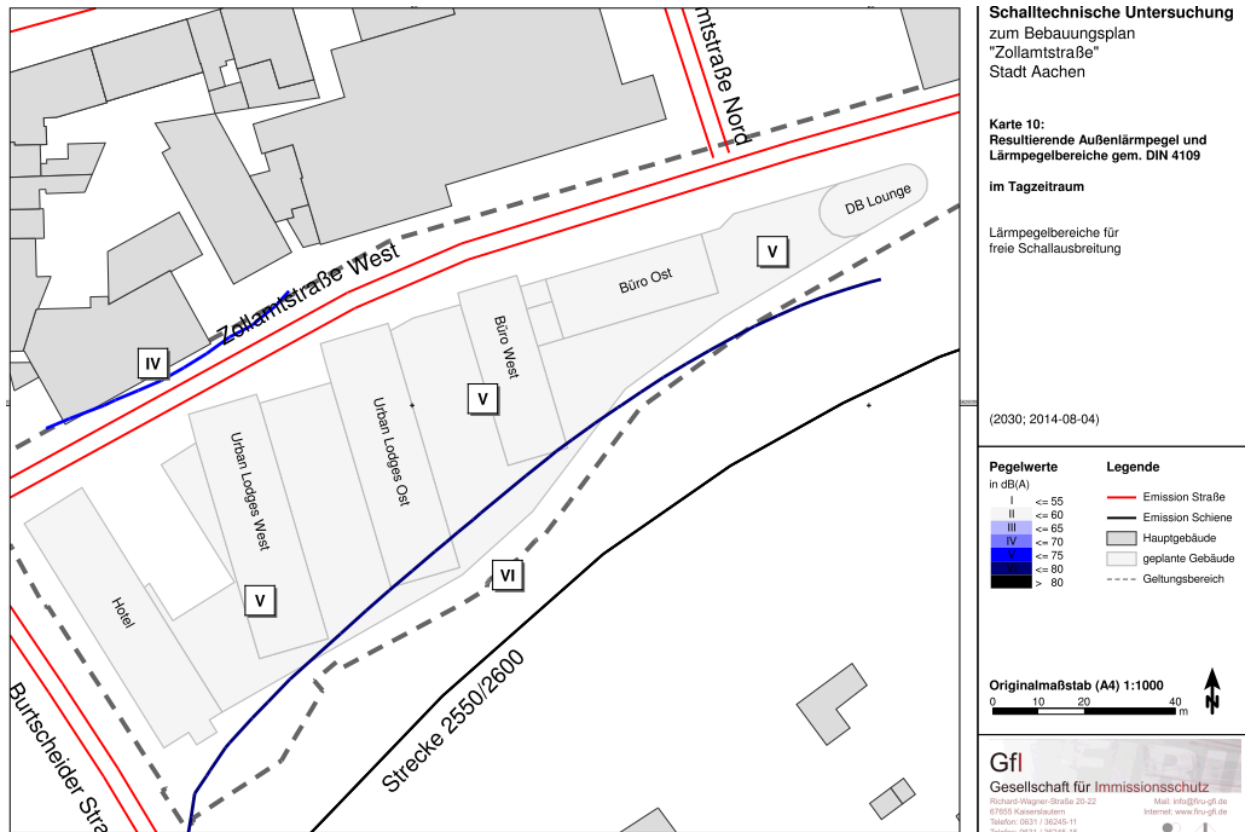 mtstraße Nord
Zollamtstraße West
DB Lounge
Büro Ost
Büro West
Urban Lodges Ost
Urban Lodges West
Hotel
IV
V
V
V
VI
Strecke 2550/2600
Burtscheider Stra
Schalltechnische Untersuchung
zum Bebauungsplan
"Zollamtstraße"
Stadt Aachen
Karte 10:
Resultierende Außenlärmpegel und
Lärmpegelbereiche gem. DIN 4109
im Tagzeitraum
Lärmpegelbereiche für
freie Schallausbreitung
(2030; 2014-08-04)
Pegelwerte
in dB(A)
I <= 55
II <= 60
III <= 65
IV <= 70
V <= 75
VI <= 80
> 80
Legende
Emission Straße
Emission Schiene
Hauptgebäude
geplante Gebäude
Geltungsbereich
Originalmaßstab (A4) 1:1000
0 10 20 40
m
N
GfI
Gesellschaft für Immissionsschutz
Richard-Wagner-Straße 20-22
67655 Kaiserslautern
Telefon: 0631 / 36245-11
Mail: info@firu-gfi.de
Internet: www.firu-gfi.de